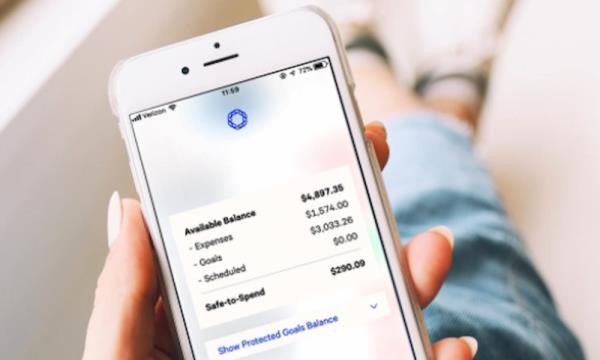 Verizon 11:59 72%
Available Balance $4,897.35
- Expenses $1,574.00
- Goals $3,033.26
- Scheduled $0.00
Safe-to-Spend $290.09
Show Protected Goals Balance